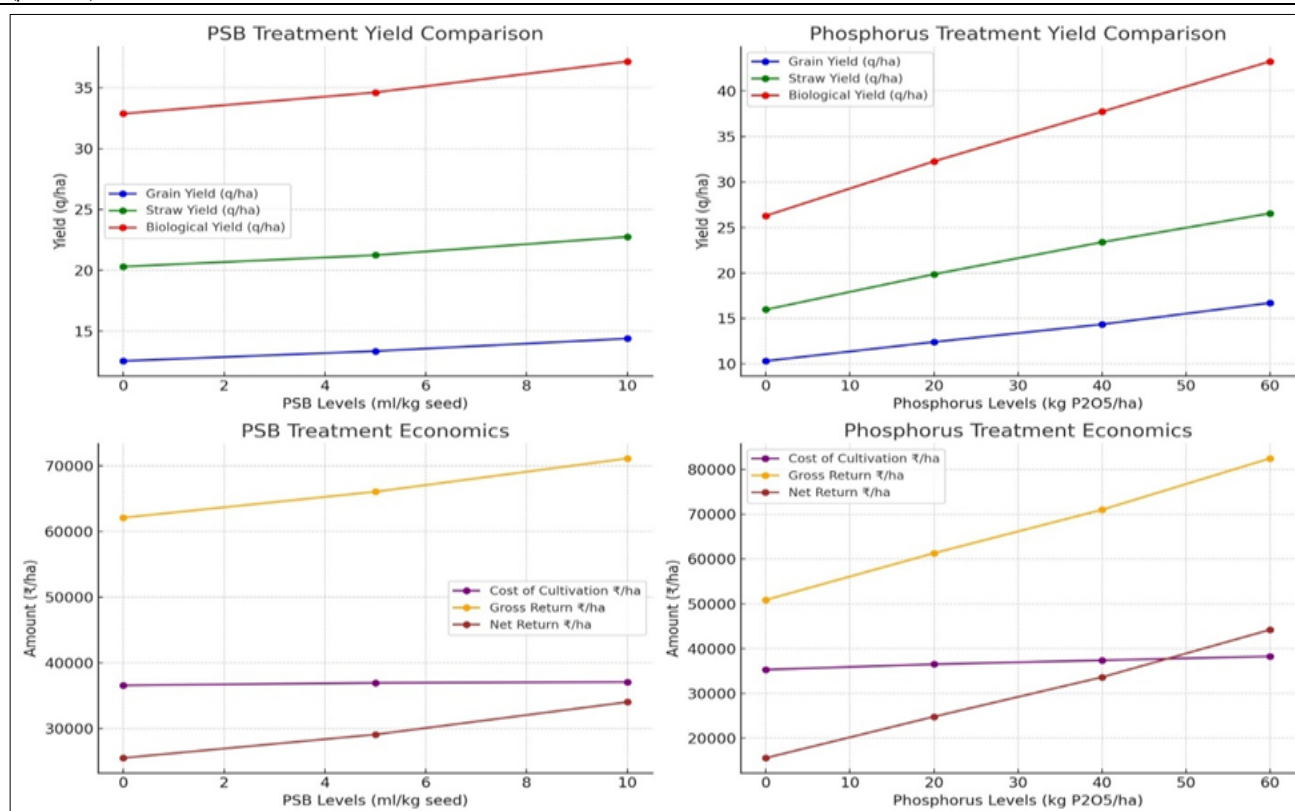 PSB Treatment Yield Comparison
35
30
25
20
15
Yield (q/ha)
Grain Yield (q/ha)
Straw Yield (q/ha)
Biological Yield (q/ha)
0 2 4 6 8 10
PSB Levels (ml/kg seed)
Phosphorus Treatment Yield Comparison
Grain Yield (q/ha)
Straw Yield (q/ha)
Biological Yield (q/ha)
40
35
30
25
20
15
10
Yield (q/ha)
0 10 20 30 40 50 60
Phosphorus Levels (kg P2O5/ha)
PSB Treatment Economics
70000
60000
50000
40000
30000
Amount (₹/ha)
Cost of Cultivation ₹/ha
Gross Return ₹/ha
Net Return ₹/ha
0 2 4 6 8 10
PSB Levels (ml/kg seed)
Phosphorus Treatment Economics
Cost of Cultivation ₹/ha
Gross Return ₹/ha
Net Return ₹/ha
80000
70000
60000
50000
40000
30000
20000
Amount (₹/ha)
0 10 20 30 40 50 60
Phosphorus Levels (kg P2O5/ha)